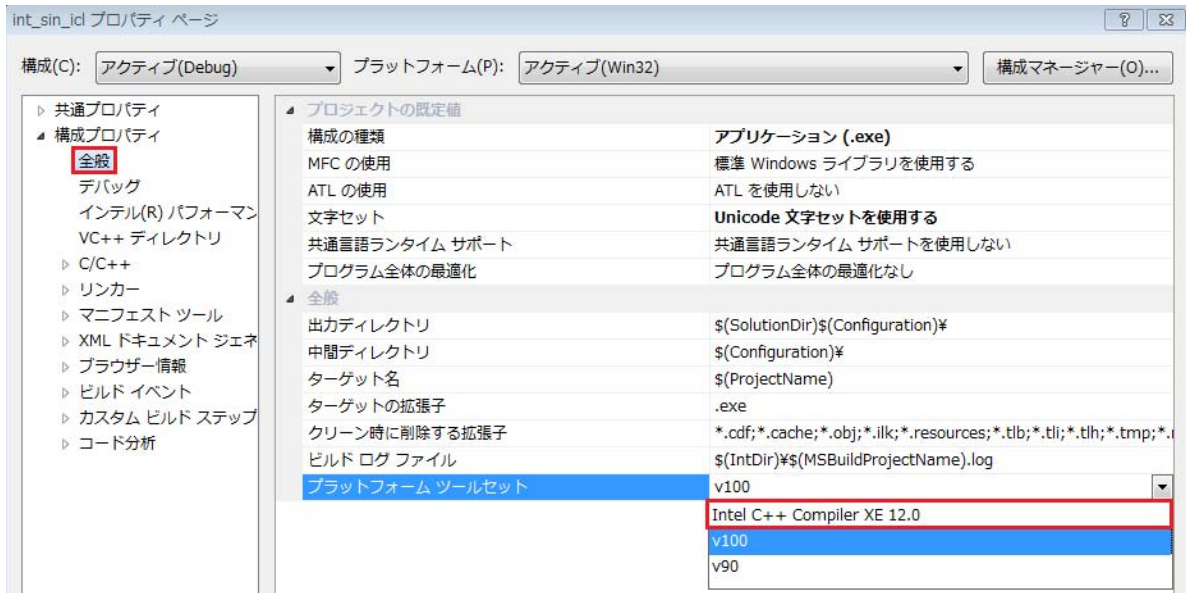 int_sin_icl プロパティ ページ
構成(C): アクティブ(Debug) プラットフォーム(P): アクティブ(Win32) 構成マネージャー(O)...
共通プロパティ
構成プロパティ
全般
デバッグ
インテル(R) パフォーマン
VC++ ディレクトリ
C/C++
リンカー
マニフェスト ツール
XML ドキュメント ジェネ
ブラウザー情報
ビルド イベント
カスタム ビルド ステップ
コード分析
プロジェクトの既定値
構成の種類 アプリケーション (.exe)
MFC の使用 標準 Windows ライブラリを使用する
ATL の使用 ATL を使用しない
文字セット Unicode 文字セットを使用する
共通言語ランタイム サポート 共通言語ランタイム サポートを使用しない
プログラム全体の最適化 プログラム全体の最適化なし
全般
出力ディレクトリ $(SolutionDir)$(Configuration)¥
中間ディレクトリ $(Configuration)¥
ターゲット名 $(ProjectName)
ターゲットの拡張子 .exe
クリーン時に削除する拡張子 *.cdf;*.cache;*.obj;*.ilk;*.resources;*.tlb;*.tli;*.tlh;*.tmp;*.
ビルド ログ ファイル $(IntDir)¥$(MSBuildProjectName).log
プラットフォーム ツールセット v100
Intel C++ Compiler XE 12.0
v100
v90